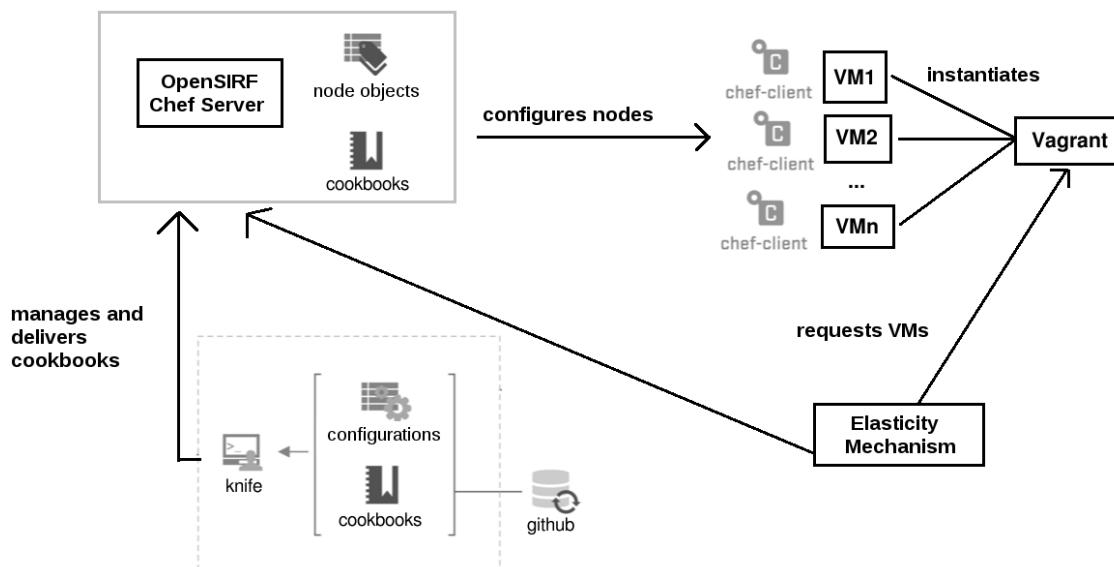 OpenSIRF
Chef Server
node objects
cookbooks
configures nodes
chef-client
VM1
instantiates
chef-client
VM2
Vagrant
...
chef-client
VMn
manages and
delivers
cookbooks
requests VMs
Elasticity
Mechanism
configurations
>_
knife
cookbooks
github
C
C
C